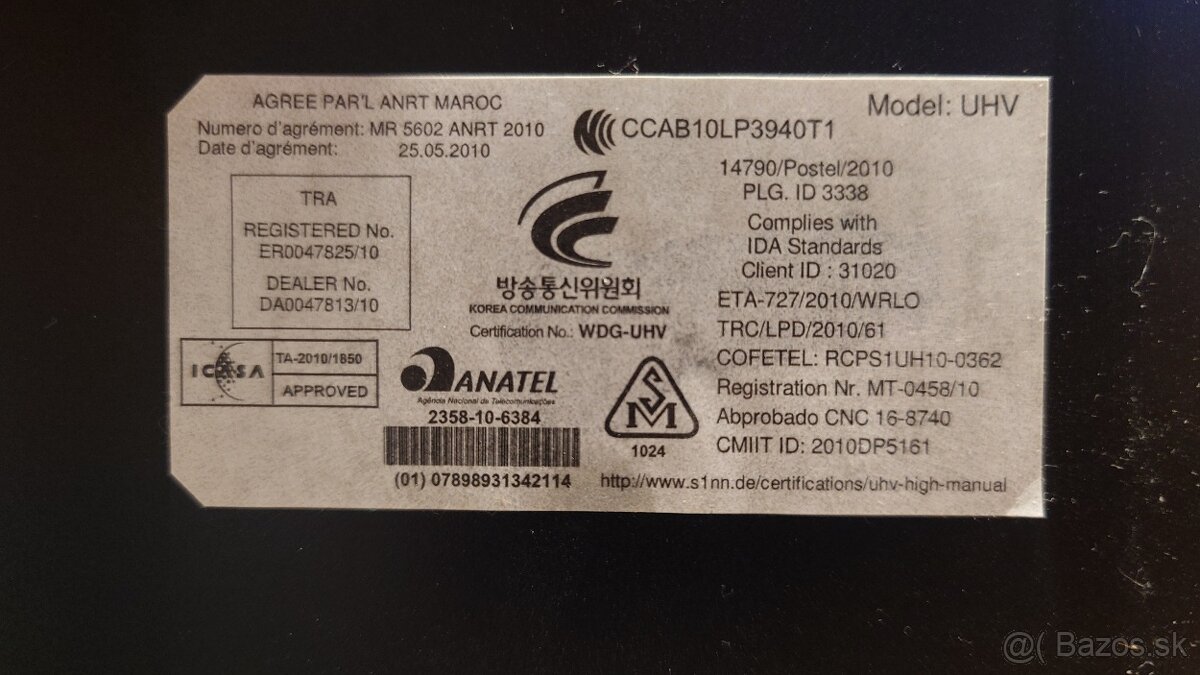 AGREE PAR'L ANRT MAROC
Numero d'agrément: MR 5602 ANRT 2010
Date d'agrément: 25.05.2010
TRA
REGISTERED No.
ER0047825/10
DEALER No.
DA0047813/10
ICASA
TA-2010/1850
APPROVED
CCAB10LP3940T1
방송통신위원회
KOREA COMMUNICATION COMMISSION
Certification No.: WDG-UHV
ANATEL
Agência Nacional de Telecomunicações
2358-10-6384
(01) 07898931342114
SM
1024
Model: UHV
14790/Postel/2010
PLG. ID 3338
Complies with
IDA Standards
Client ID : 31020
ETA-727/2010/WRLO
TRC/LPD/2010/61
COFETEL: RCPS1UH10-0362
Registration Nr. MT-0458/10
Abprobado CNC 16-8740
CMIIT ID: 2010DP5161
http://www.s1nn.de/certifications/uhv-high-manual
@( Bazos.sk